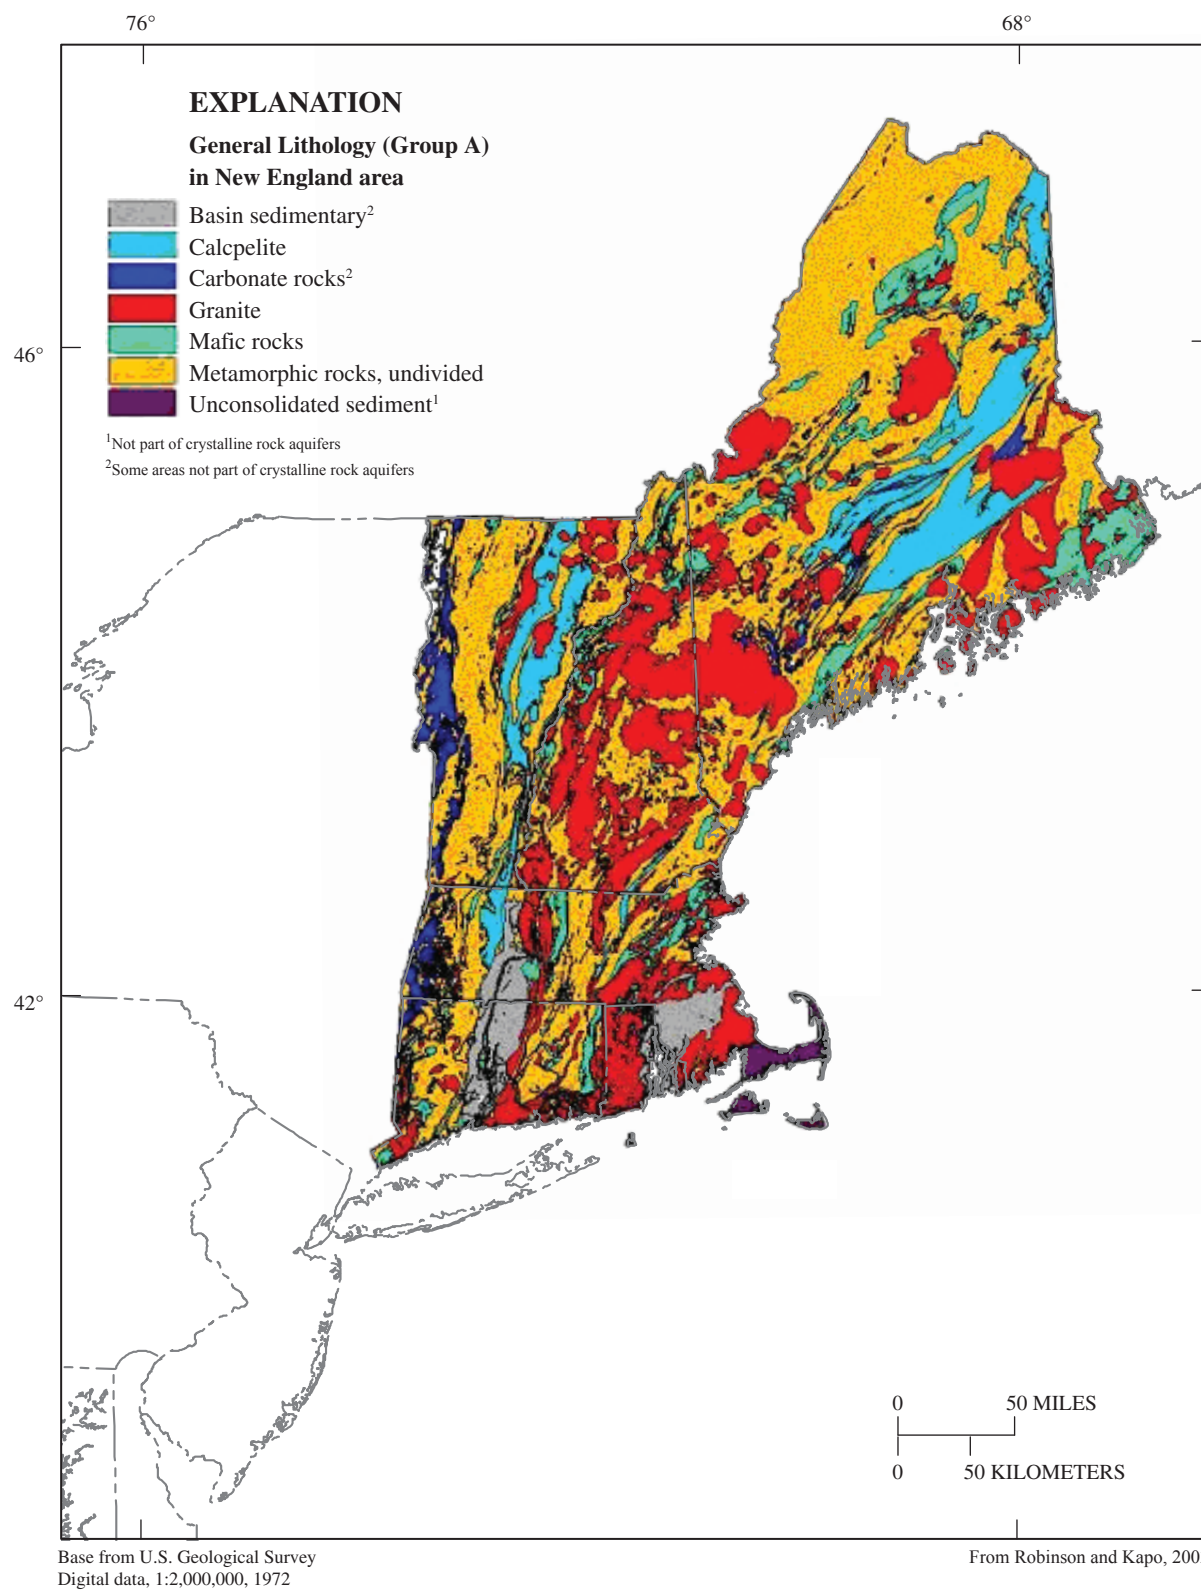 76°
68°
EXPLANATION
General Lithology (Group A)
in New England area
Basin sedimentary²
Calcpelite
Carbonate rocks²
Granite
Mafic rocks
Metamorphic rocks, undivided
Unconsolidated sediment¹
¹Not part of crystalline rock aquifers
²Some areas not part of crystalline rock aquifers
46°
42°
0 50 MILES
0 50 KILOMETERS
Base from U.S. Geological Survey
Digital data, 1:2,000,000, 1972
From Robinson and Kapo, 200